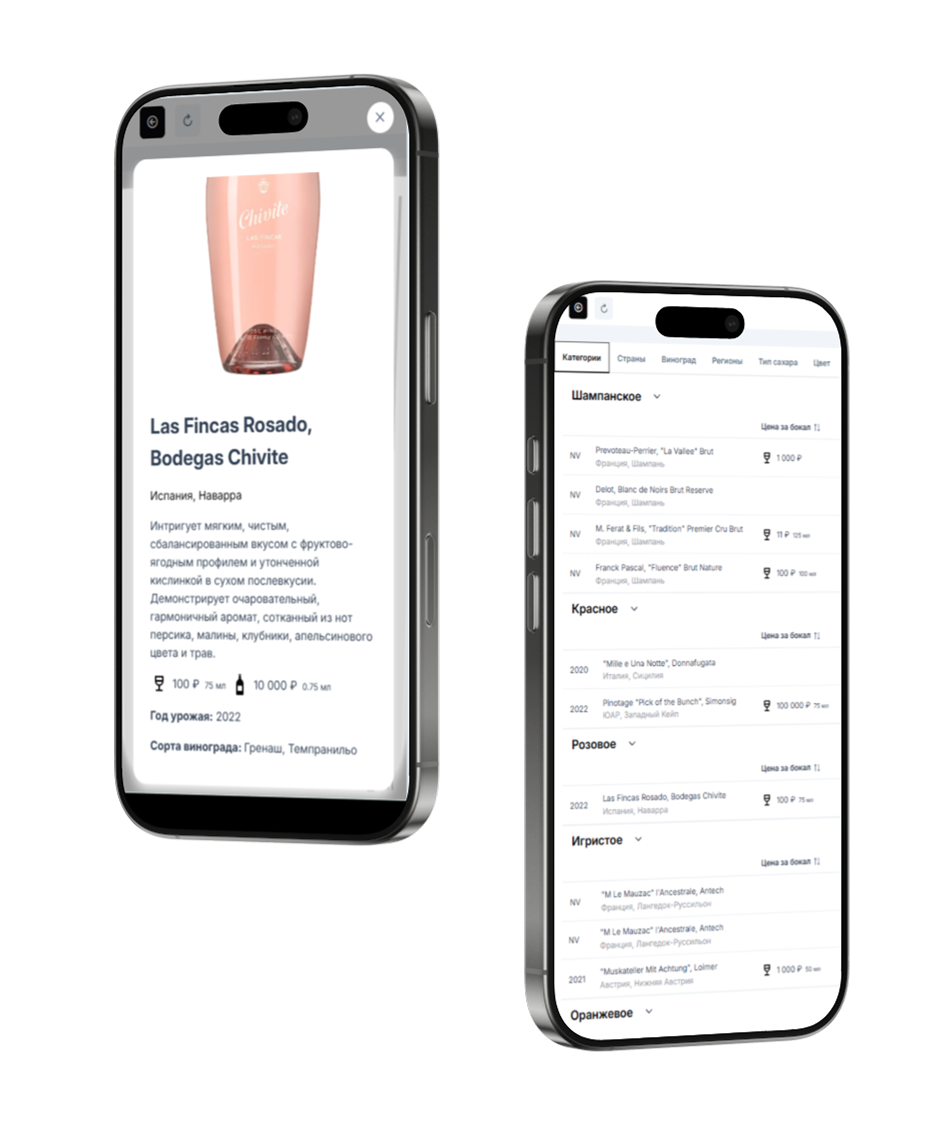 Chivite
LAS FINCAS
Las Fincas Rosado,
Bodegas Chivite
Испания, Наварра
Интригует мягким, чистым,
сбалансированным вкусом с фруктово-
ягодным профилем и утонченной
кислинкой в сухом послевкусии.
Демонстрирует очаровательный,
гармоничный аромат, сотканный из нот
персика, малины, клубники, апельсинового
цвета и трав.
100 ₽ 75 мл 10 000 ₽ 0.75 мл
Год урожая: 2022
Сорта винограда: Гренаш, Темпранильо
Категории Страны Виноград Регионы Тип сахара Цвет
Шампанское
Цена за бокал
NV Prevoteau-Perrier, "La Vallee" Brut 1 000 ₽
Франция, Шампань
NV Delot, Blanc de Noirs Brut Reserve
Франция, Шампань
NV M. Ferat & Fils, "Tradition" Premier Cru Brut 11 ₽ 125 мл
Франция, Шампань
NV Franck Pascal, "Fluence" Brut Nature 100 ₽ 100 мл
Франция, Шампань
Красное
Цена за бокал
2020 "Mille e Una Notte", Donnafugata
Италия, Сицилия
2022 Pinotage "Pick of the Bunch", Simonsig 100 000 ₽ 75 мл
ЮАР, Западный Кейп
Розовое
Цена за бокал
2022 Las Fincas Rosado, Bodegas Chivite 100 ₽ 75 мл
Испания, Наварра
Игристое
Цена за бокал
NV "M Le Mauzac" l'Ancestrale, Antech
Франция, Лангедок-Руссильон
NV "M Le Mauzac" l'Ancestrale, Antech
Франция, Лангедок-Руссильон
2021 "Muskateller Mit Achtung", Loimer 1 000 ₽ 50 мл
Австрия, Нижняя Австрия
Оранжевое